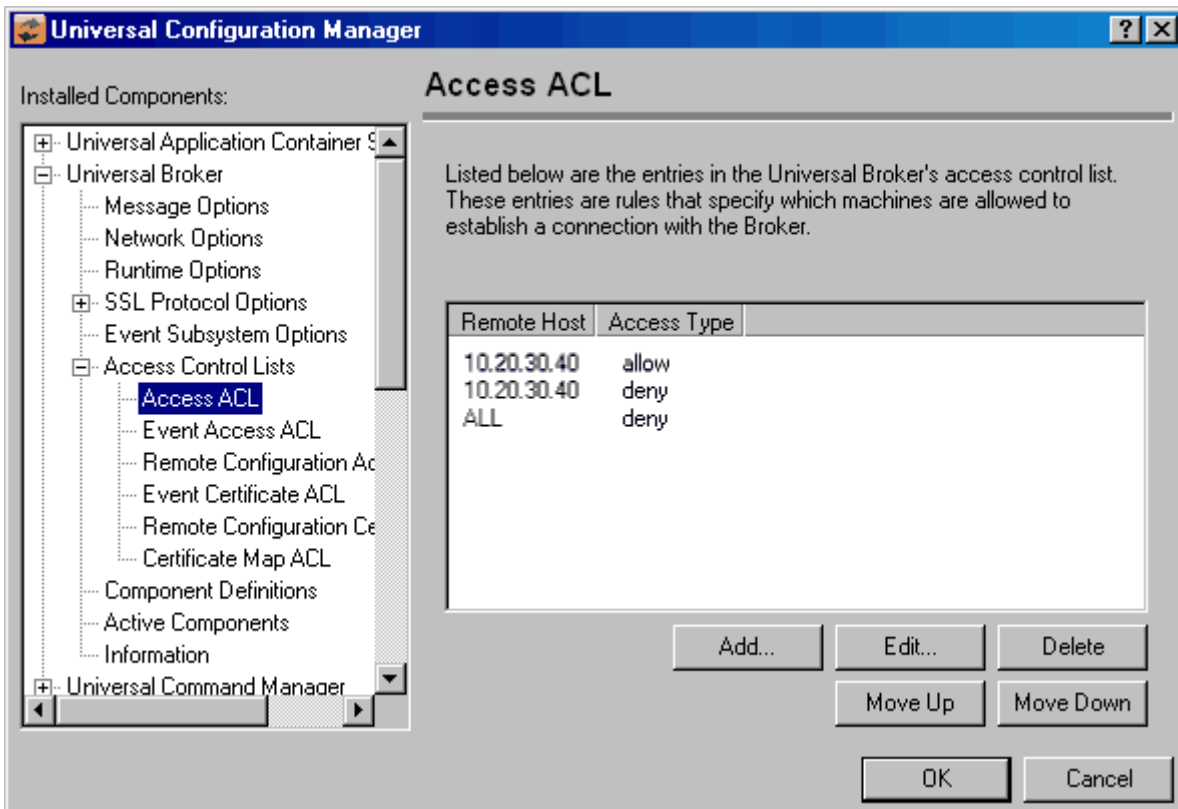 Universal Configuration Manager
Installed Components:
Universal Application Container S
Universal Broker
Message Options
Network Options
Runtime Options
SSL Protocol Options
Event Subsystem Options
Access Control Lists
Access ACL
Event Access ACL
Remote Configuration Ac
Event Certificate ACL
Remote Configuration Ce
Certificate Map ACL
Component Definitions
Active Components
Information
Universal Command Manager
Access ACL
Listed below are the entries in the Universal Broker's access control list.
These entries are rules that specify which machines are allowed to
establish a connection with the Broker.
Remote Host Access Type
10.20.30.40 allow
10.20.30.40 deny
ALL deny
Add... Edit... Delete
Move Up Move Down
OK Cancel